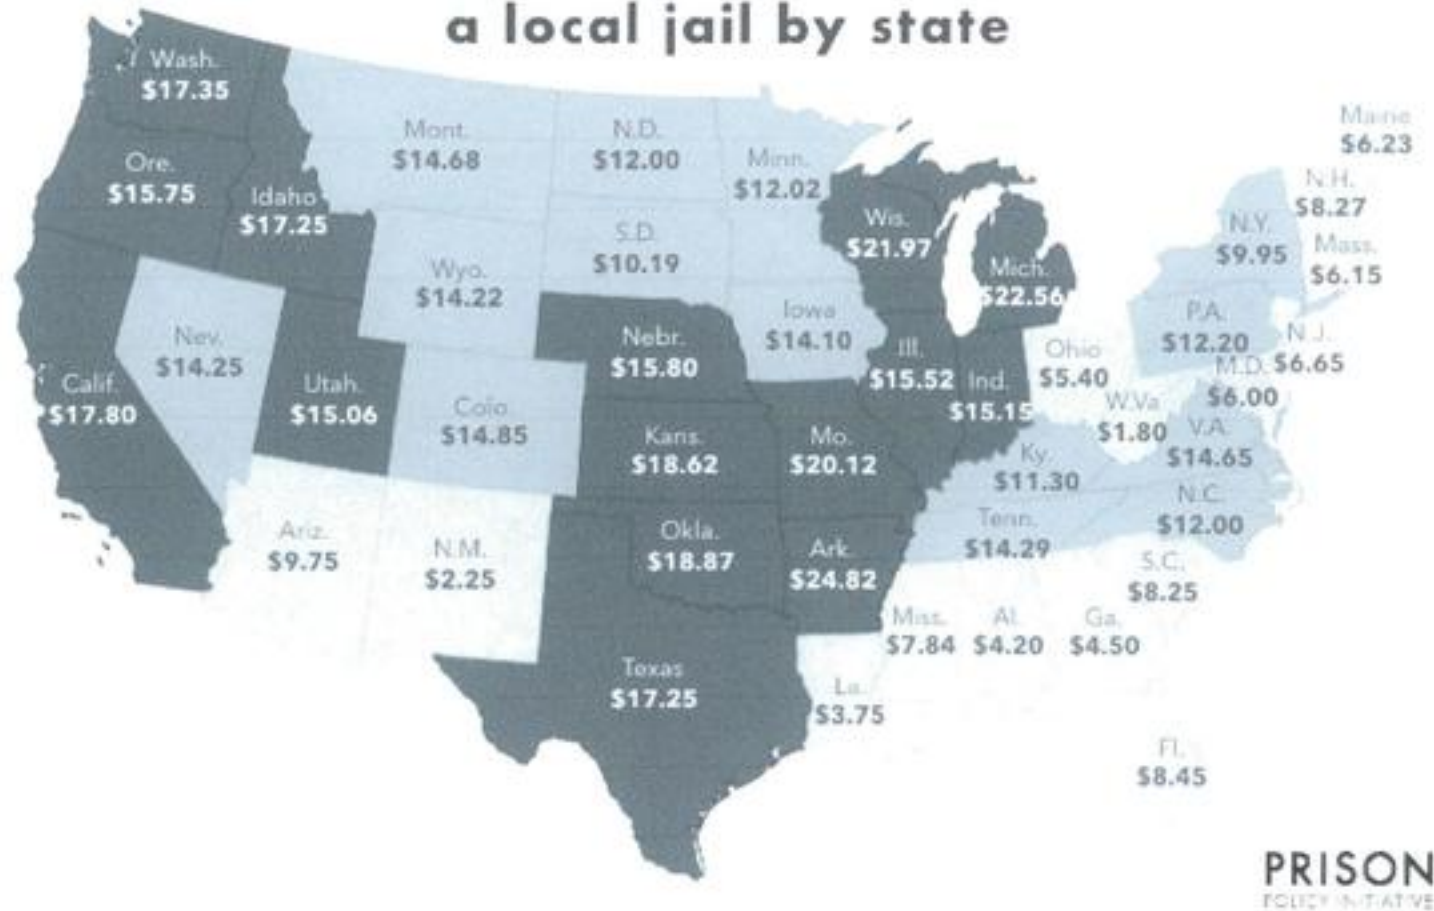 a local jail by state
Wash.
$17.35
Mont.
$14.68
N.D.
$12.00
Minn.
$12.02
Maine
$6.23
Ore.
$15.75
Idaho
$17.25
Wis.
$21.97
Mich.
$22.56
N.H.
$8.27
N.Y.
$9.95
Mass.
$6.15
Wyo.
$14.22
S.D.
$10.19
Iowa
$14.10
P.A.
$12.20
N.J.
$6.65
Nev.
$14.25
Nebr.
$15.80
Ill.
$15.52
Ind.
$15.15
Ohio
$5.40
M.D.
$6.00
Calif.
$17.80
Utah.
$15.06
Colo.
$14.85
Kans.
$18.62
Mo.
$20.12
W.Va
$1.80
V.A.
$14.65
Ky.
$11.30
N.C.
$12.00
Tenn.
$14.29
Ariz.
$9.75
N.M.
$2.25
Okla.
$18.87
Ark.
$24.82
S.C.
$8.25
Miss.
$7.84
Al.
$4.20
Ga.
$4.50
Texas
$17.25
La.
$3.75
Fl.
$8.45
PRISON
POLICY INITIATIVE